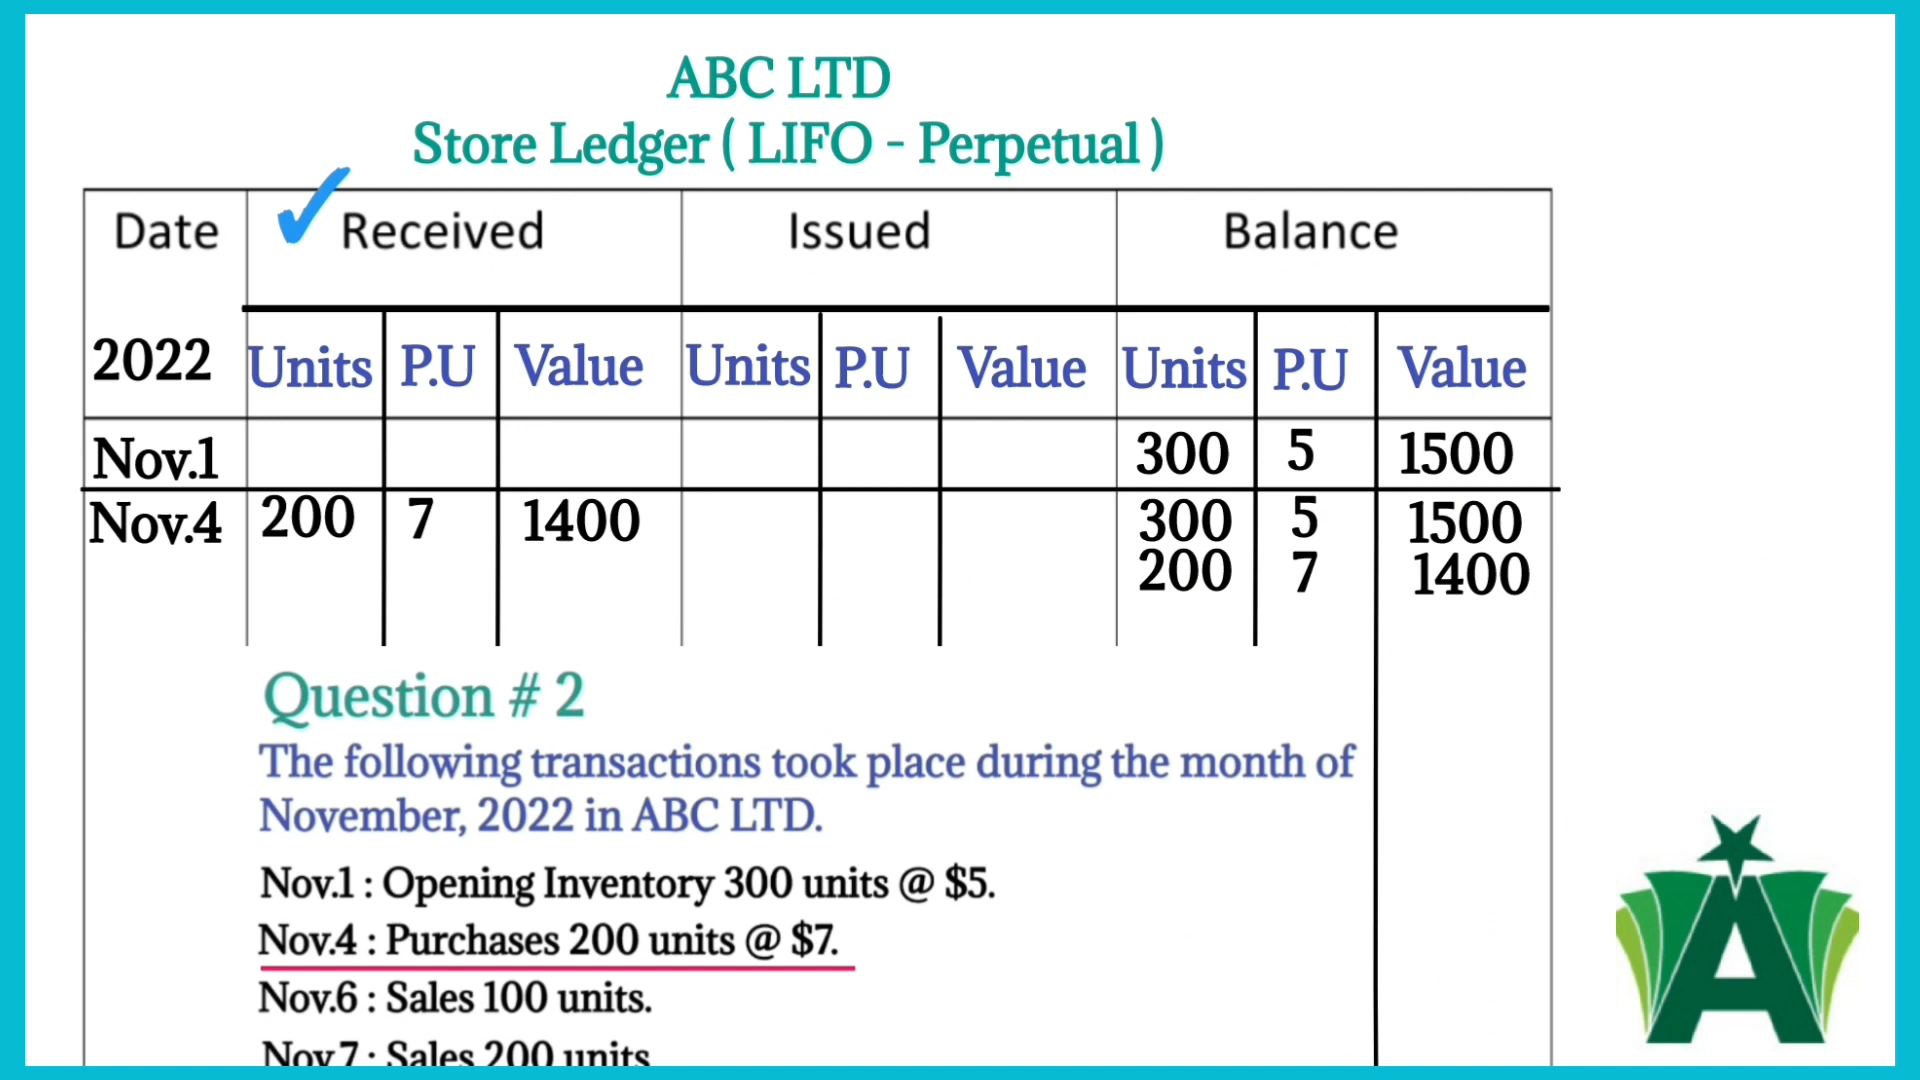 ABC LTD
Store Ledger ( LIFO - Perpetual )
Date Received Issued Balance
2022 Units P.U Value Units P.U Value Units P.U Value
Nov.1 300 5 1500
Nov.4 200 7 1400 300 5 1500
200 7 1400
Question # 2
The following transactions took place during the month of
November, 2022 in ABC LTD.
Nov.1 : Opening Inventory 300 units @ $5.
Nov.4 : Purchases 200 units @ $7.
Nov.6 : Sales 100 units.
Nov.7 : Sales 200 units
A